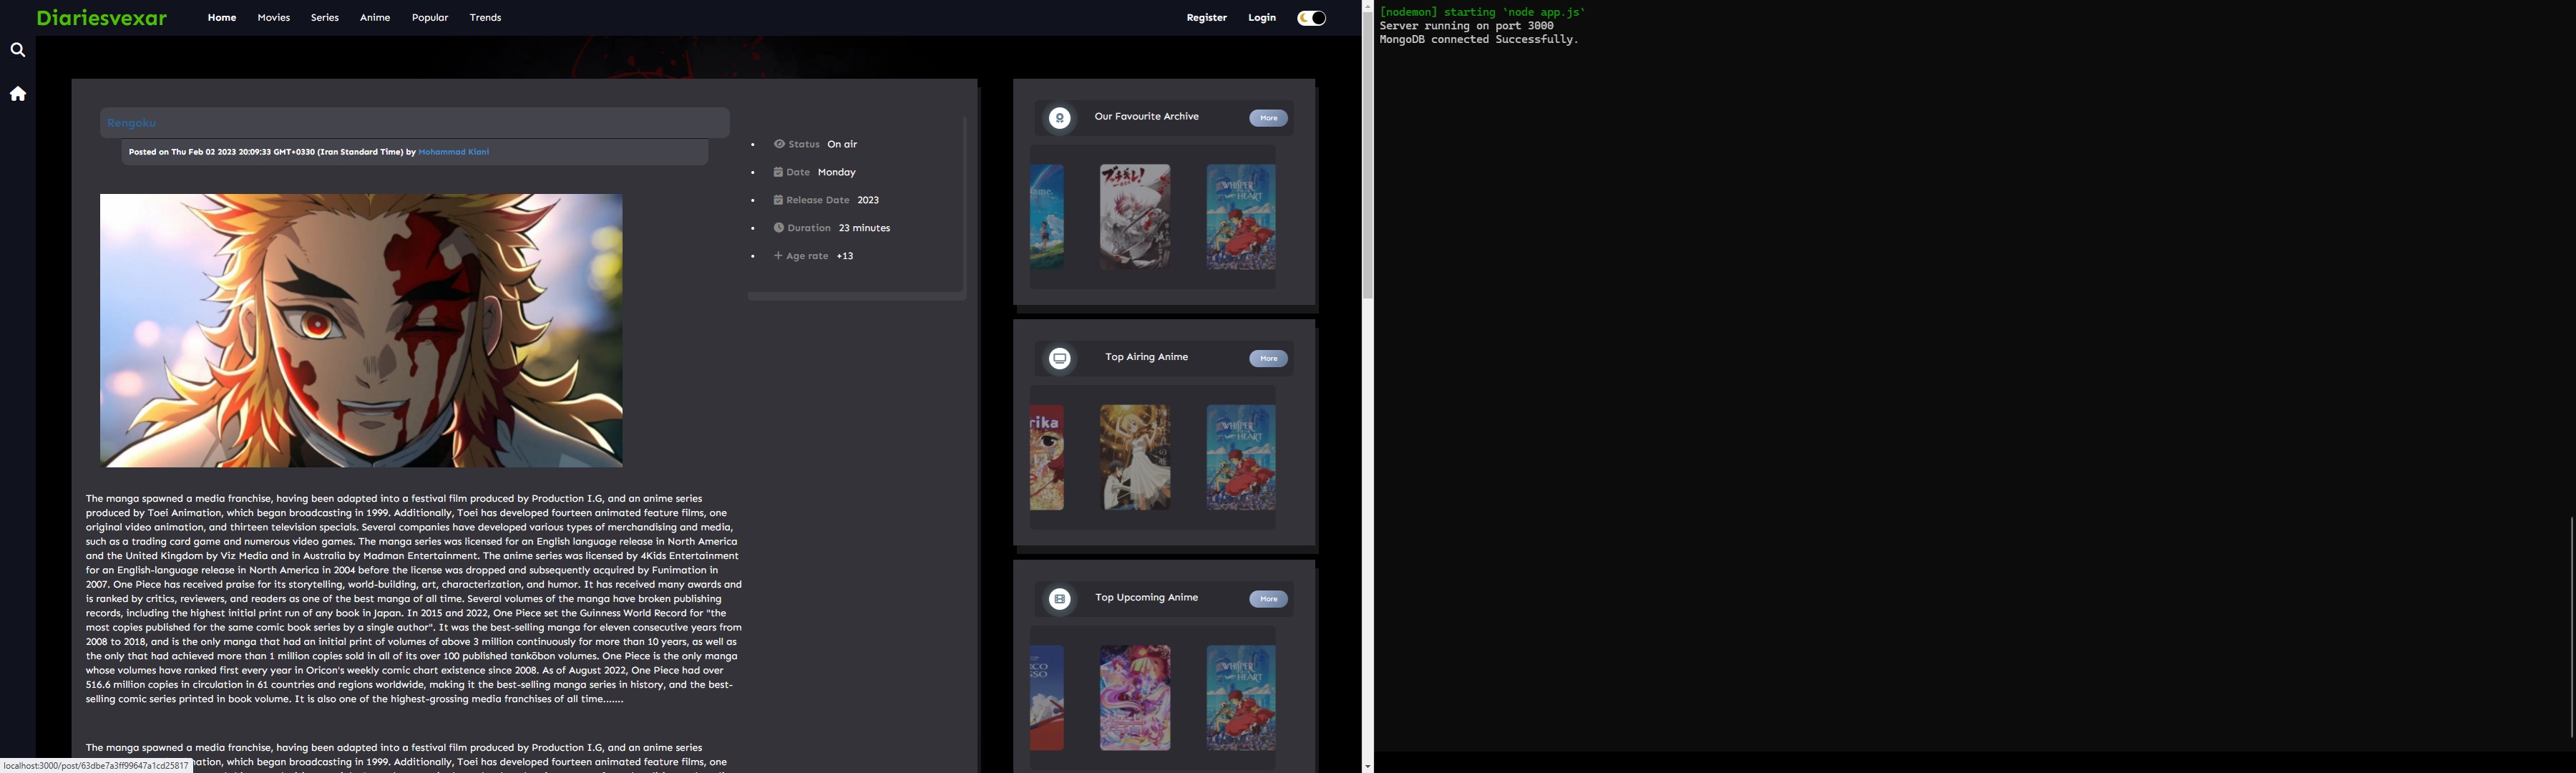 Diariesvexar
Home Movies Series Anime Popular Trends
Register Login
Rengoku
Posted on Thu Feb 02 2023 20:09:33 GMT+0330 (Iran Standard Time) by Mohammad Kiani
Status On air
Date Monday
Release Date 2023
Duration 23 minutes
Age rate +13
The manga spawned a media franchise, having been adapted into a festival film produced by Production I.G, and an anime series
produced by Toei Animation, which began broadcasting in 1999. Additionally, Toei has developed fourteen animated feature films, one
original video animation, and thirteen television specials. Several companies have developed various types of merchandising and media,
such as a trading card game and numerous video games. The manga series was licensed for an English language release in North America
and the United Kingdom by Viz Media and in Australia by Madman Entertainment. The anime series was licensed by 4Kids Entertainment
for an English-language release in North America in 2004 before the license was dropped and subsequently acquired by Funimation in
2007. One Piece has received praise for its storytelling, world-building, art, characterization, and humor. It has received many awards and
is ranked by critics, reviewers, and readers as one of the best manga of all time. Several volumes of the manga have broken publishing
records, including the highest initial print run of any book in Japan. In 2015 and 2022, One Piece set the Guinness World Record for "the
most copies published for the same comic book series by a single author". It was the best-selling manga for eleven consecutive years from
2008 to 2018, and is the only manga that had an initial print of volumes of above 3 million continuously for more than 10 years, as well as
the only that had achieved more than 1 million copies sold in all of its over 100 published tankōbon volumes. One Piece is the only manga
whose volumes have ranked first every year in Oricon's weekly comic chart existence since 2008. As of August 2022, One Piece had over
516.6 million copies in circulation in 61 countries and regions worldwide, making it the best-selling manga series in history, and the best-
selling comic series printed in book volume. It is also one of the highest-grossing media franchises of all time.......
The manga spawned a media franchise, having been adapted into a festival film produced by Production I.G, and an anime series
mation, which began broadcasting in 1999. Additionally, Toei has developed fourteen animated feature films, one
localhost:3000/post/63dbe7a3ff99647a1cd25817
Our Favourite Archive More
ame.
ブチギレ!
WHISPER
HEART
Top Airing Anime More
rika
WHISPER
HEART
Top Upcoming Anime More
RCO
SSO
WHISPER
HEART
[nodemon] starting `node app.js`
Server running on port 3000
MongoDB connected Successfully.